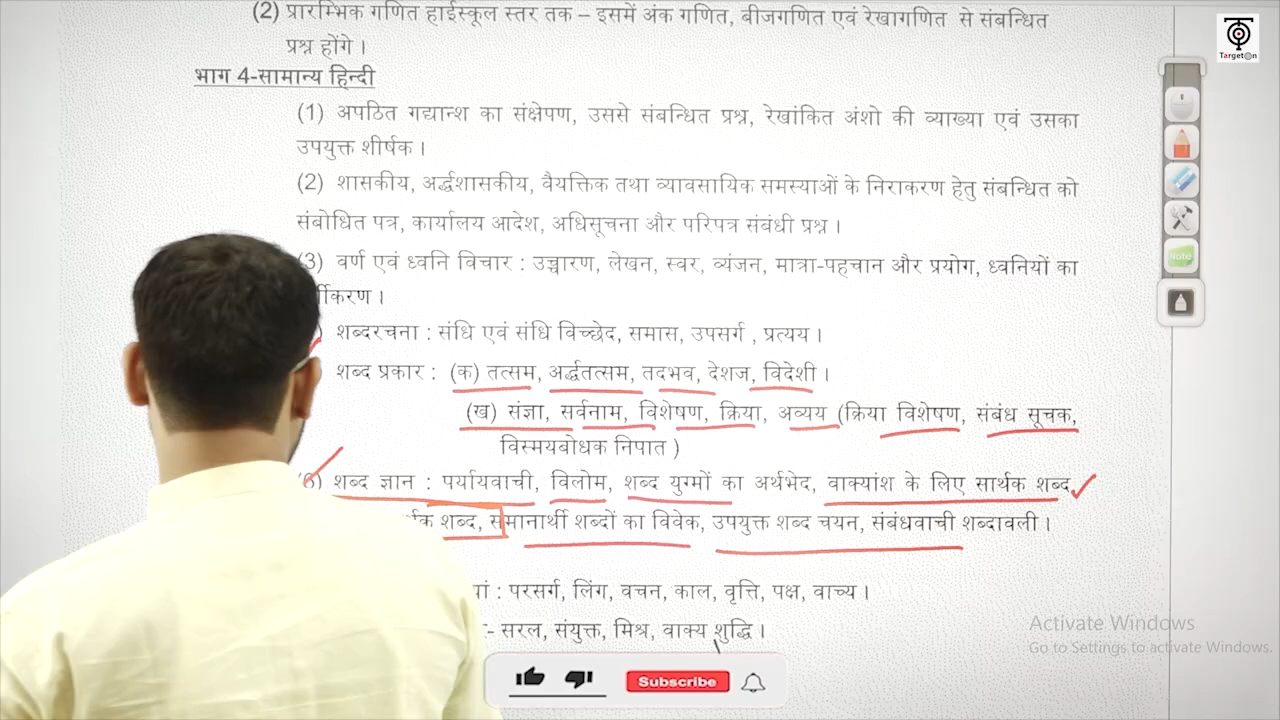 (2) प्रारम्भिक गणित हाईस्कूल स्तर तक – इसमें अंक गणित, बीजगणित एवं रेखागणित से संबन्धित
प्रश्न होंगे ।
भाग 4-सामान्य हिन्दी
(1) अपठित गद्यान्श का संक्षेपण, उससे संबन्धित प्रश्न, रेखांकित अंशो की व्याख्या एवं उसका
उपयुक्त शीर्षक ।
(2) शासकीय, अर्द्धशासकीय, वैयक्तिक तथा व्यावसायिक समस्याओं के निराकरण हेतु संबन्धित को
संबोधित पत्र, कार्यालय आदेश, अधिसूचना और परिपत्र संबंधी प्रश्न ।
3) वर्ण एवं ध्वनि विचार : उच्चारण, लेखन, स्वर, व्यंजन, मात्रा-पहचान और प्रयोग, ध्वनियों का
शब्दरचना : संधि एवं संधि विच्छेद, समास, उपसर्ग , प्रत्यय ।
शब्द प्रकार : (क) तत्सम, अर्द्धतत्सम, तदभव, देशज, विदेशी ।
(ख) संज्ञा, सर्वनाम, विशेषण, क्रिया, अव्यय (क्रिया विशेषण, संबंध सूचक,
विस्मयबोधक निपात )
(6) शब्द ज्ञान : पर्यायवाची, विलोम, शब्द युग्मों का अर्थभेद, वाक्यांश के लिए सार्थक शब्द,
शब्द, समानार्थी शब्दों का विवेक, उपयुक्त शब्द चयन, संबंधवाची शब्दावली ।
: परसर्ग, लिंग, वचन, काल, वृत्ति, पक्ष, वाच्य ।
:- सरल, संयुक्त, मिश्र, वाक्य शुद्धि ।
TargetOn
Note
Activate Windows
Go to Settings to activate Windows.
Subscribe